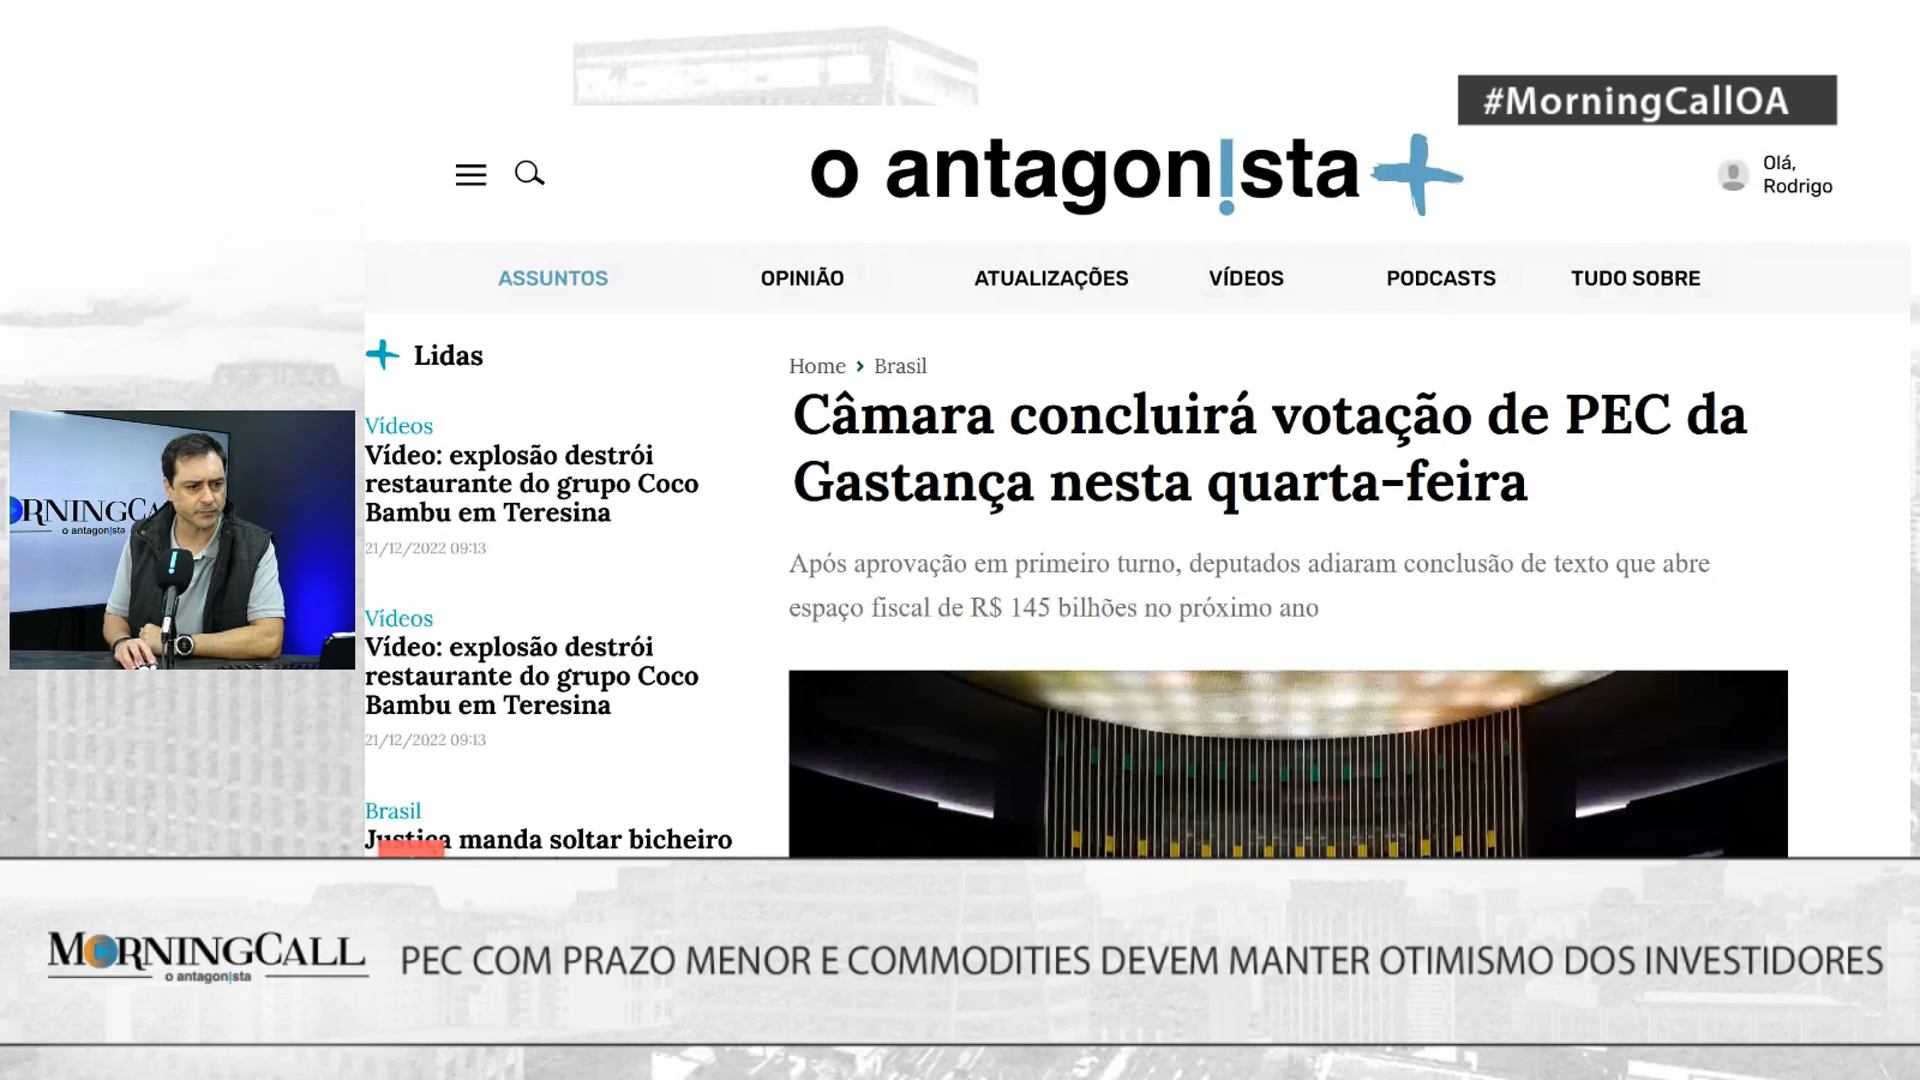 #MorningCallOA
o antagon!sta+
Olá,
Rodrigo
ASSUNTOS OPINIÃO ATUALIZAÇÕES VÍDEOS PODCASTS TUDO SOBRE
+ Lidas
Vídeos
Vídeo: explosão destrói
restaurante do grupo Coco
Bambu em Teresina
21/12/2022 09:13
Vídeos
Vídeo: explosão destrói
restaurante do grupo Coco
Bambu em Teresina
21/12/2022 09:13
Brasil
Justiça manda soltar bicheiro
Home > Brasil
Câmara concluirá votação de PEC da
Gastança nesta quarta-feira
Após aprovação em primeiro turno, deputados adiaram conclusão de texto que abre
espaço fiscal de R$ 145 bilhões no próximo ano
ORNINGCA
o antagon!sta
MORNINGCALL
o antagon!sta
PEC COM PRAZO MENOR E COMMODITIES DEVEM MANTER OTIMISMO DOS INVESTIDORES